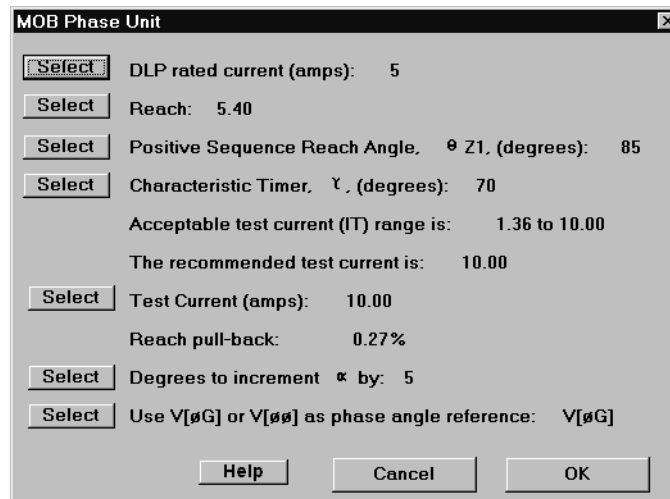 MOB Phase Unit
Select DLP rated current (amps): 5
Select Reach: 5.40
Select Positive Sequence Reach Angle, θ Z1, (degrees): 85
Select Characteristic Timer, ϒ, (degrees): 70
Acceptable test current (IT) range is: 1.36 to 10.00
The recommended test current is: 10.00
Select Test Current (amps): 10.00
Reach pull-back: 0.27%
Select Degrees to increment α by: 5
Select Use V[øG] or V[øø] as phase angle reference: V[øG]
Help Cancel OK